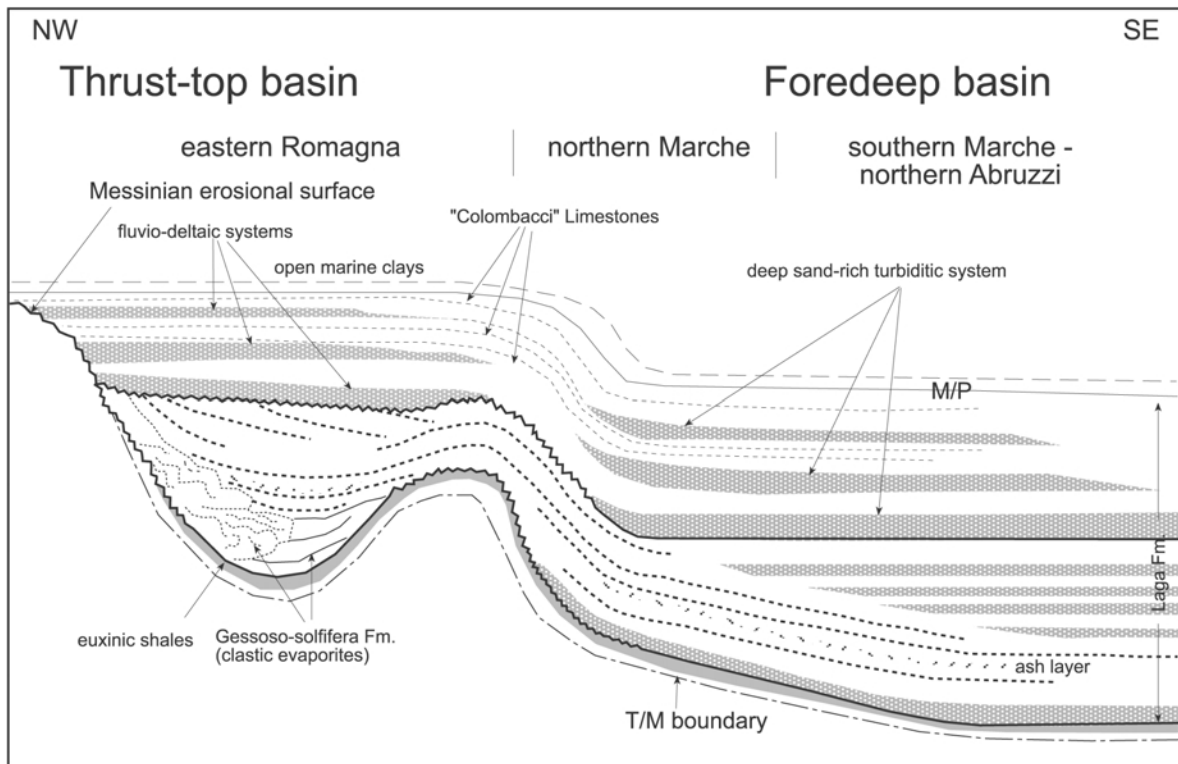 NW
SE
Thrust-top basin
Foredeep basin
eastern Romagna
northern Marche
southern Marche -
northern Abruzzi
Messinian erosional surface
"Colombacci" Limestones
fluvio-deltaic systems
open marine clays
deep sand-rich turbiditic system
M/P
Laga Fm.
euxinic shales
Gessoso-solfifera Fm.
(clastic evaporites)
ash layer
T/M boundary